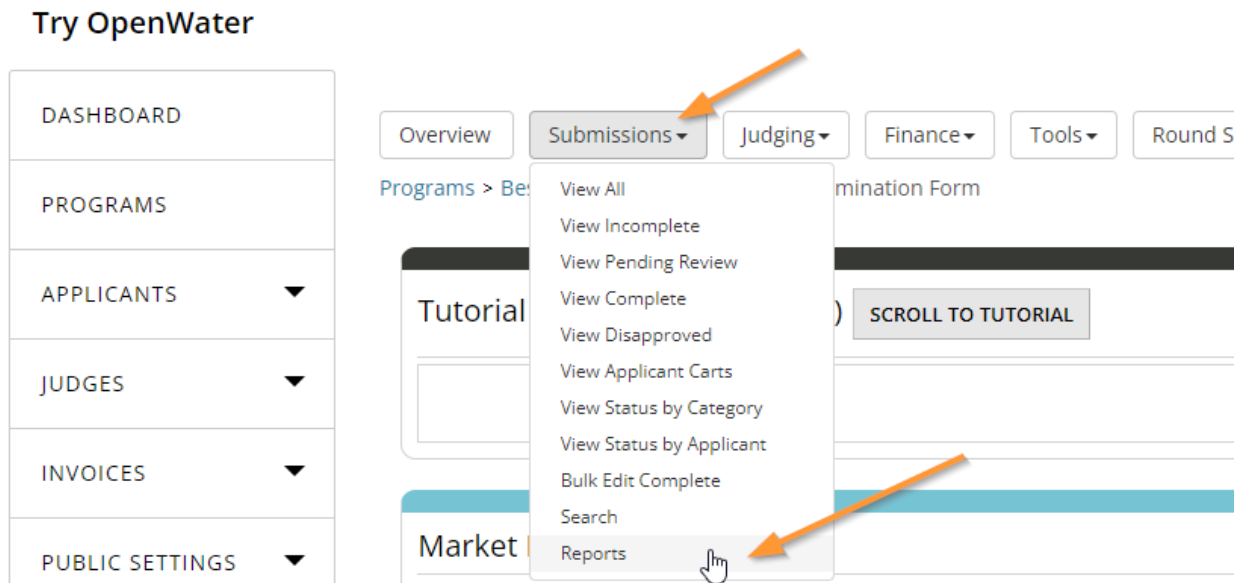 Try OpenWater
DASHBOARD
PROGRAMS
APPLICANTS
JUDGES
INVOICES
PUBLIC SETTINGS
Overview
Submissions
Judging
Finance
Tools
Round S
Programs > Bes
mination Form
View All
View Incomplete
View Pending Review
View Complete
View Disapproved
View Applicant Carts
View Status by Category
View Status by Applicant
Bulk Edit Complete
Search
Reports
Tutorial
) SCROLL TO TUTORIAL
Market